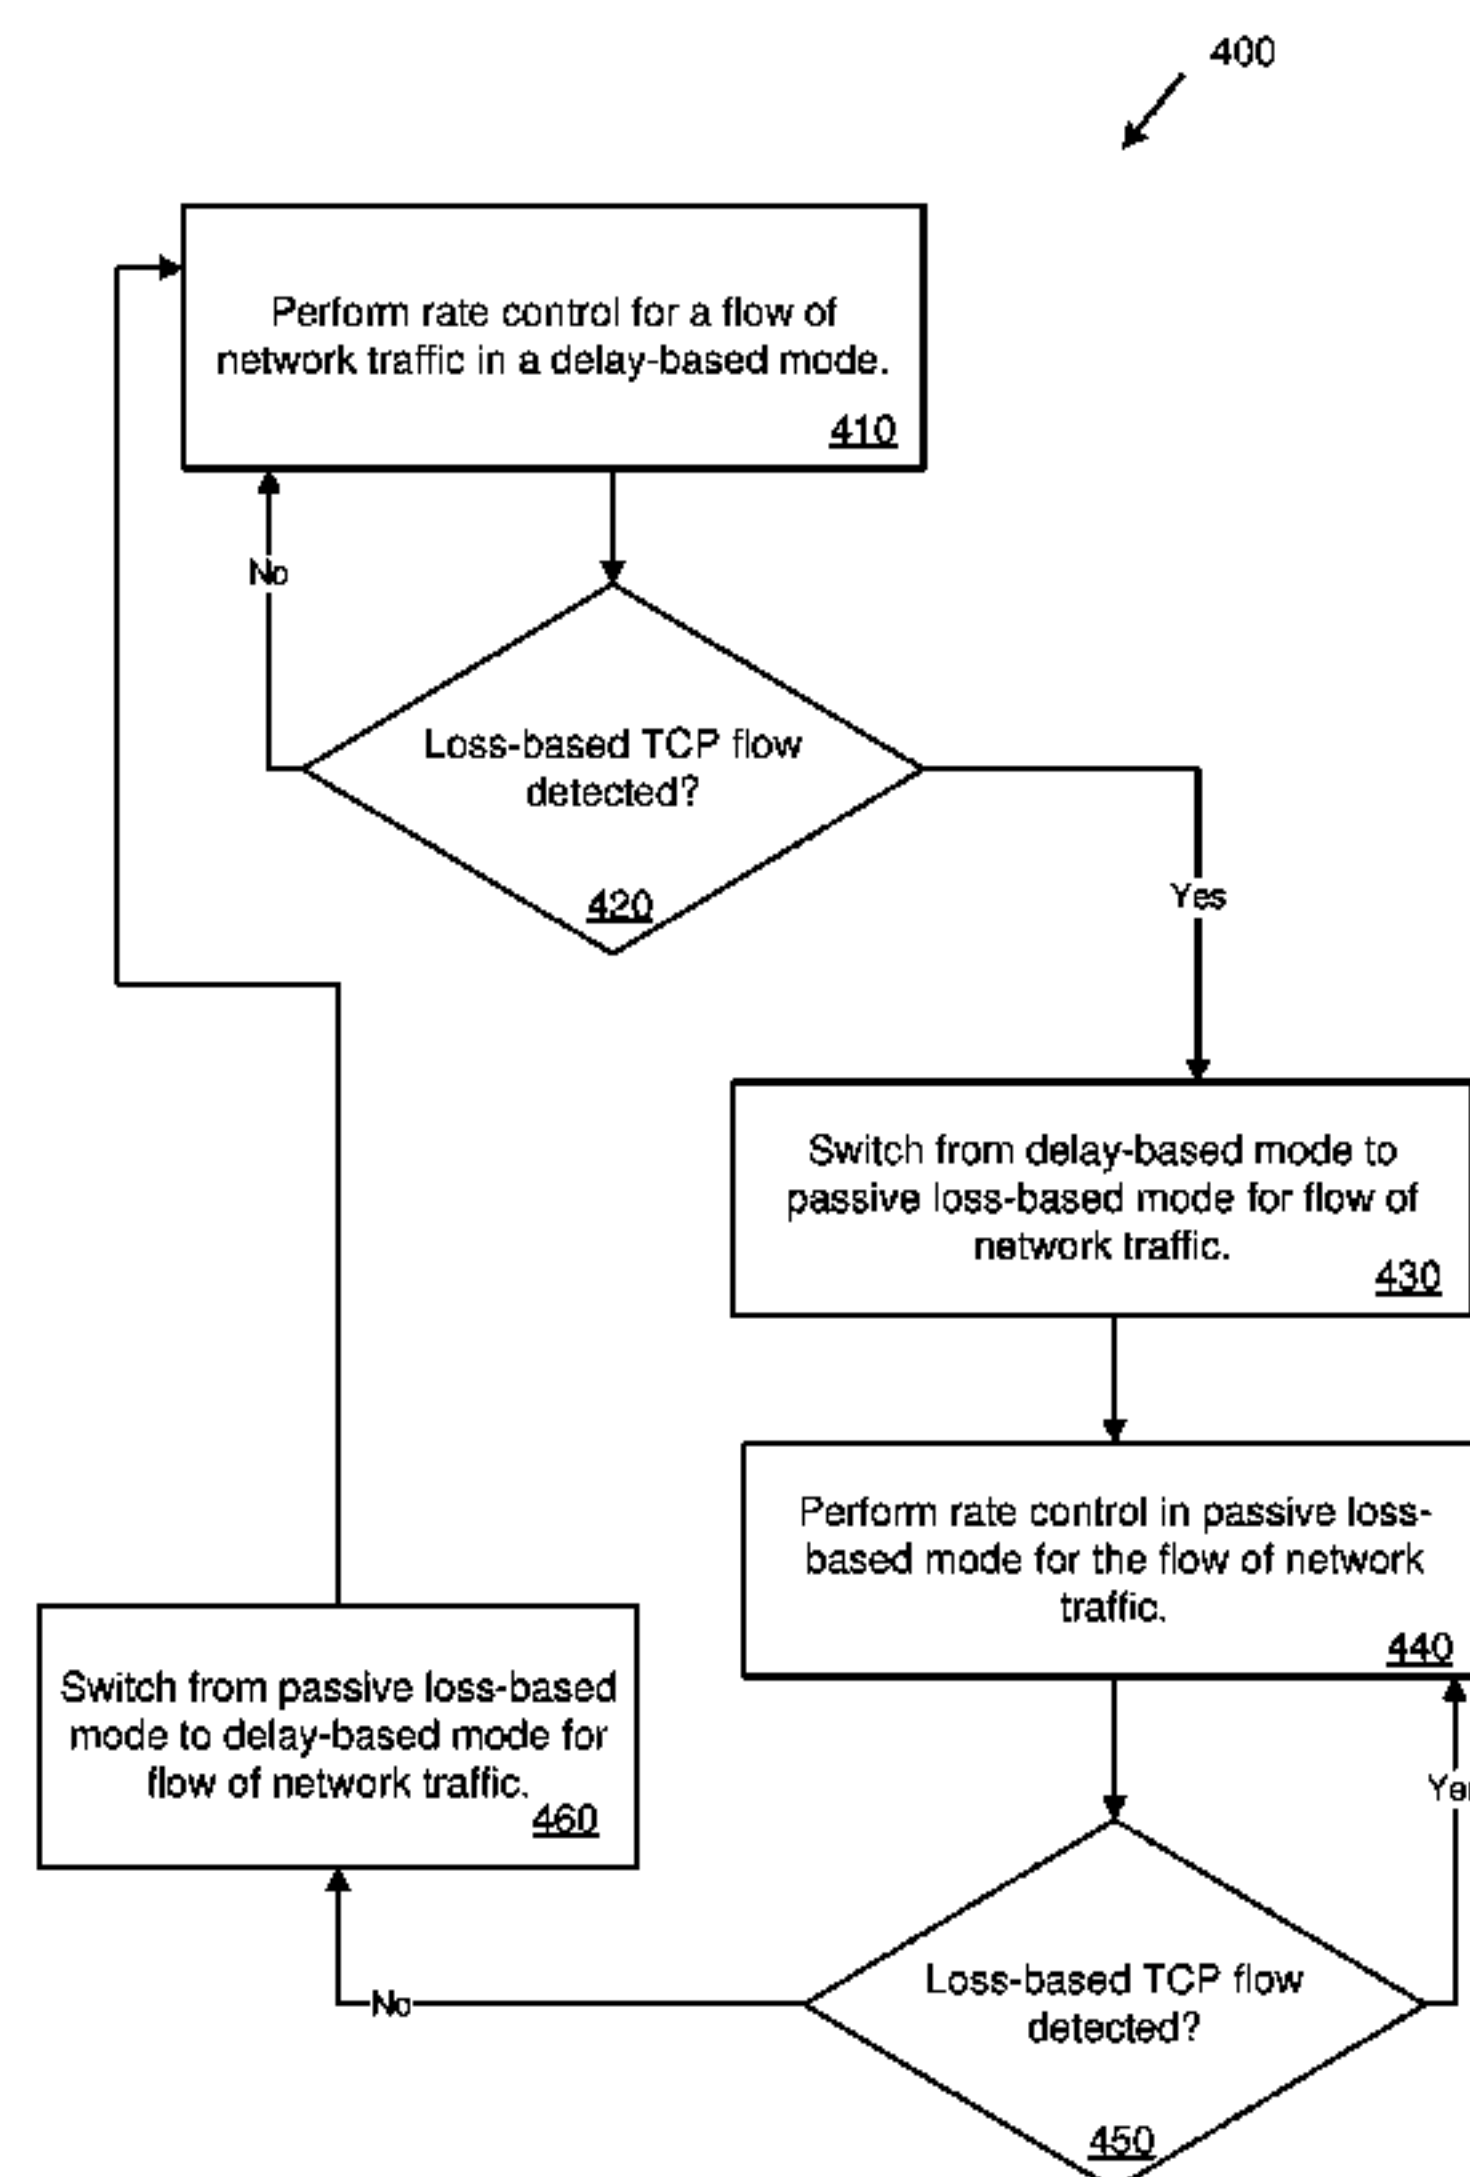 400
Perform rate control for a flow of
network traffic in a delay-based mode.
410
No
Loss-based TCP flow
detected?
420
Yes
Switch from delay-based mode to
passive loss-based mode for flow of
network traffic.
430
Perform rate control in passive loss-
based mode for the flow of network
traffic.
440
Switch from passive loss-based
mode to delay-based mode for
flow of network traffic.
460
No
Loss-based TCP flow
detected?
450